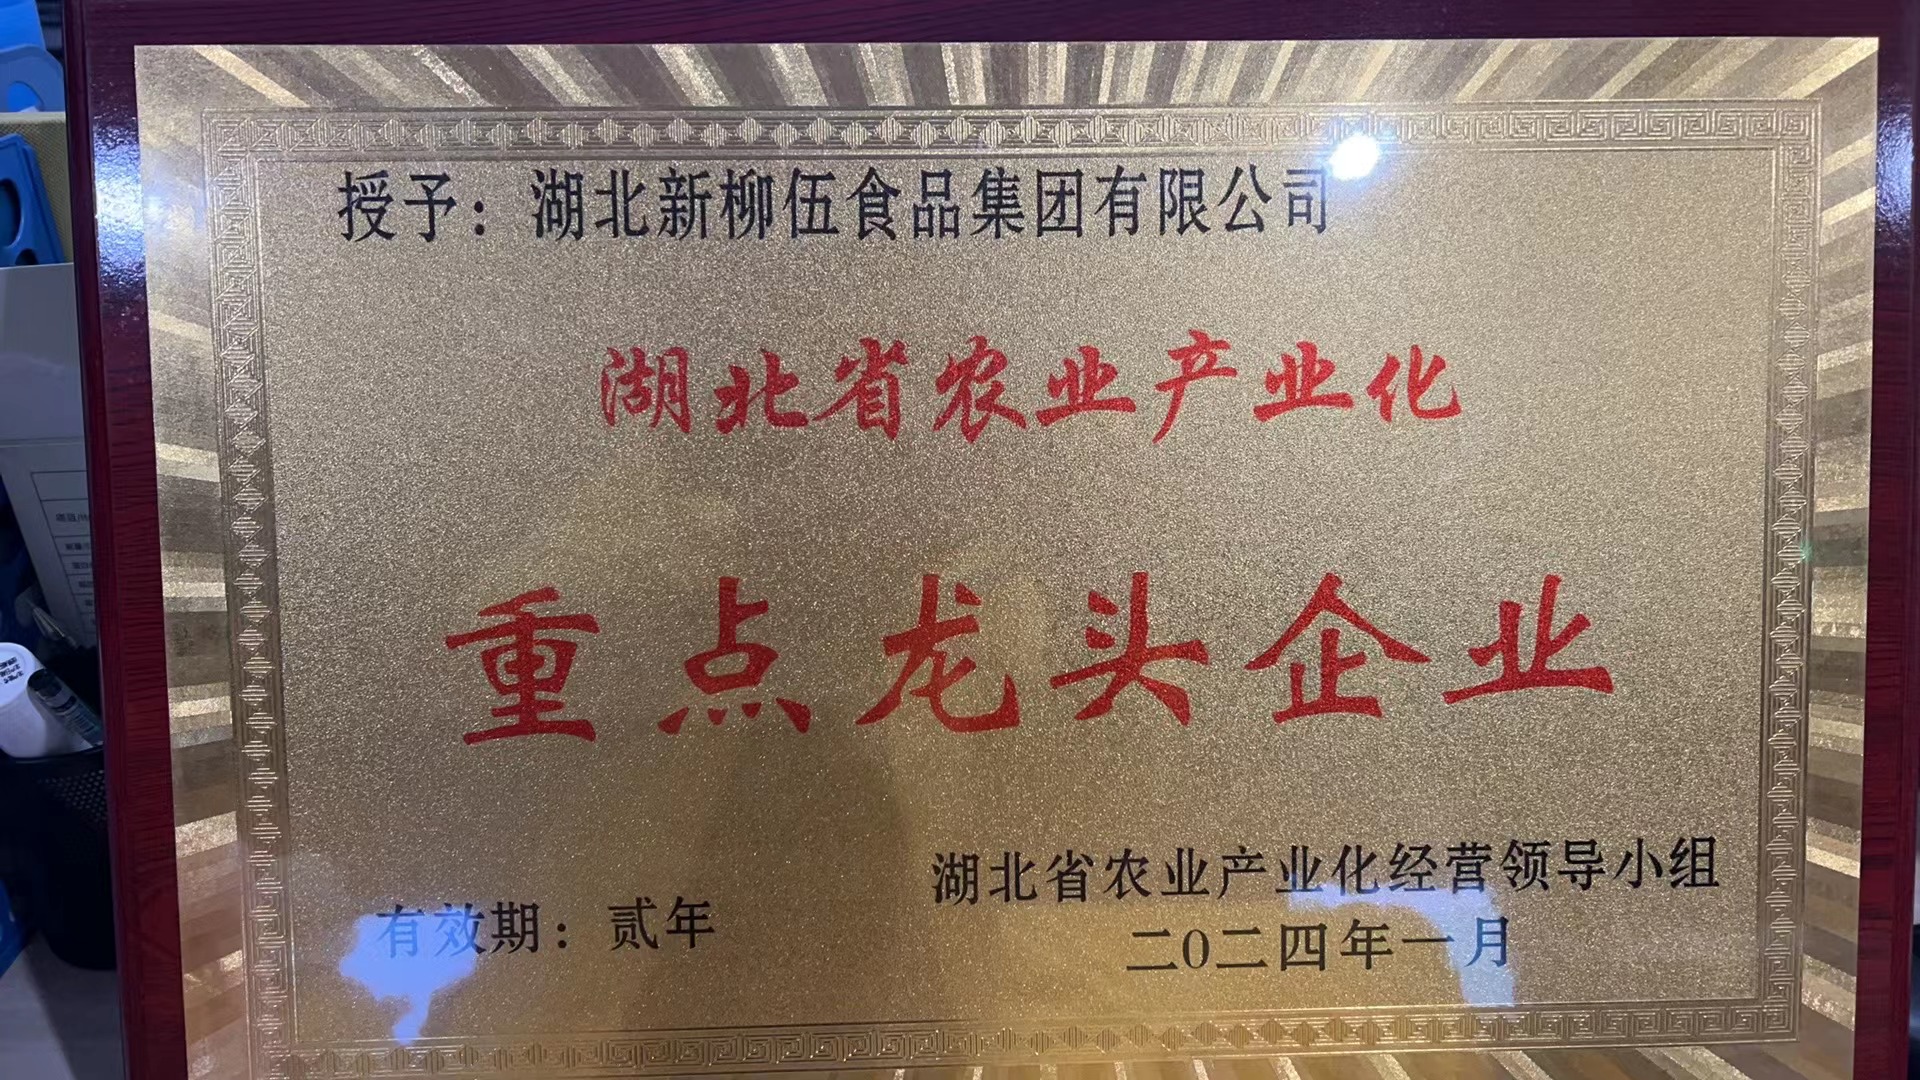 授予：湖北新柳伍食品集团有限公司
湖北省农业产业化
重点龙头企业
有效期：贰年
湖北省农业产业化经营领导小组
二0二四年一月